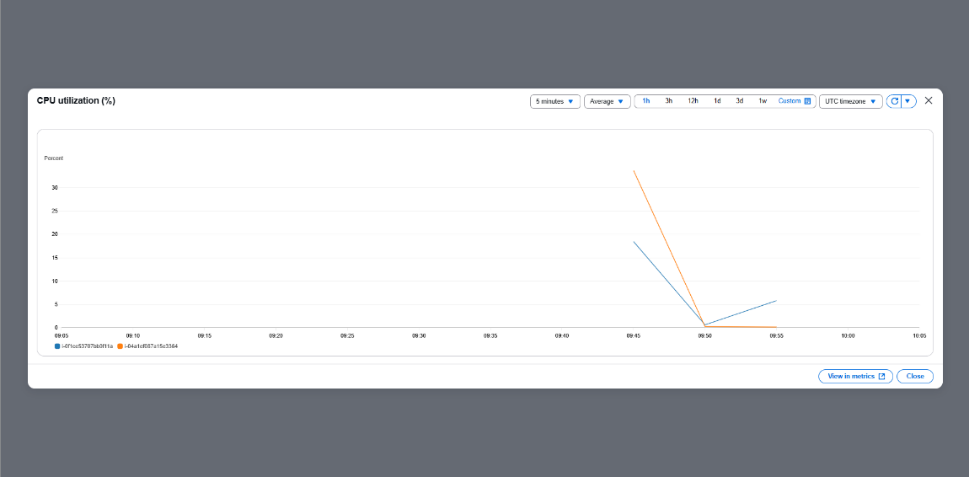 CPU utilization (%)
5 minutes Average 1h 3h 12h 1d 3d 1w Custom UTC timezone
Percent
30
25
20
15
10
5
0
09:05 09:10 09:15 09:20 09:25 09:30 09:35 09:40 09:45 09:50 09:55 10:00 10:05
View in metrics Close